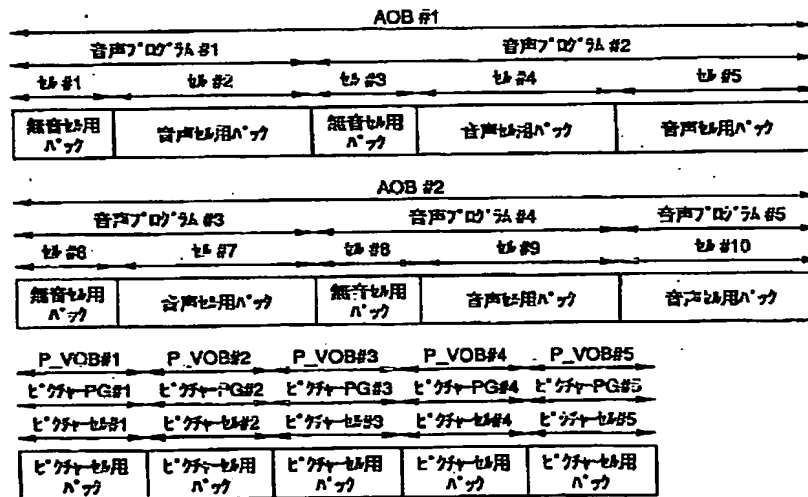 AOB #1
音声プログラム #1 音声プログラム #2
セル #1 セル #2 セル #3 セル #4 セル #5
無音セル用パック 音声セル用パック 無音セル用パック 音声セル用パック 音声セル用パック
AOB #2
音声プログラム #3 音声プログラム #4 音声プログラム #5
セル #6 セル #7 セル #8 セル #9 セル #10
無音セル用パック 音声セル用パック 無音セル用パック 音声セル用パック 音声セル用パック
P_VOB#1 P_VOB#2 P_VOB#3 P_VOB#4 P_VOB#5
ピクチャーPG#1 ピクチャーPG#2 ピクチャーPG#3 ピクチャーPG#4 ピクチャーPG#5
ピクチャーセル#1 ピクチャーセル#2 ピクチャーセル#3 ピクチャーセル#4 ピクチャーセル#5
ピクチャーセル用パック ピクチャーセル用パック ピクチャーセル用パック ピクチャーセル用パック ピクチャーセル用パック